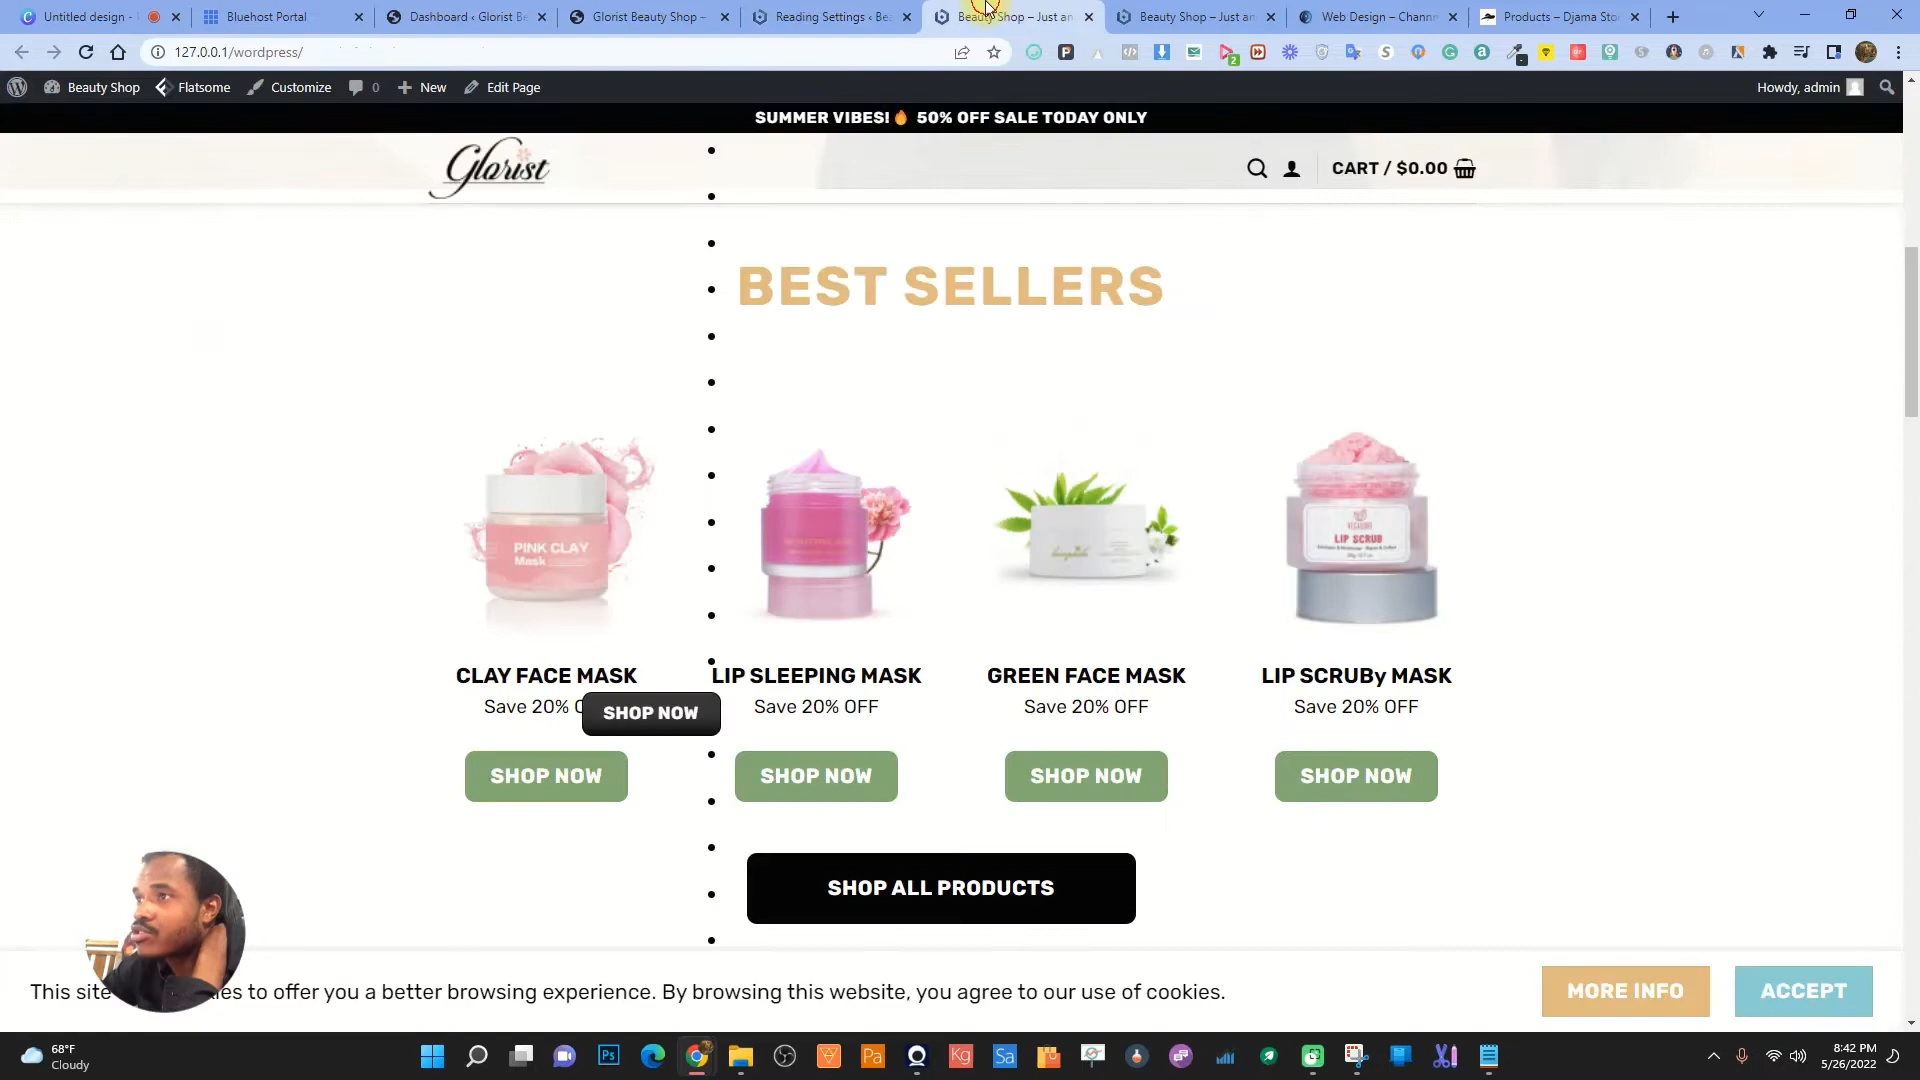 Untitled design -
Bluehost Portal
Dashboard ‹ Glorist Be
Glorist Beauty Shop –
Reading Settings ‹ Bea
Beauty Shop – Just an
Beauty Shop – Just an
Web Design – Channn
Products – Djama Sto
127.0.0.1/wordpress/
Beauty Shop
Flatsome
Customize
0
New
Edit Page
Howdy, admin
SUMMER VIBES!🔥 50% OFF SALE TODAY ONLY
Glorist
CART / $0.00
BEST SELLERS
PINK CLAY
Mask
LIP SCRUB
CLAY FACE MASK
LIP SLEEPING MASK
GREEN FACE MASK
LIP SCRUBy MASK
Save 20%
Save 20% OFF
Save 20% OFF
Save 20% OFF
SHOP NOW
SHOP NOW
SHOP NOW
SHOP NOW
SHOP NOW
SHOP ALL PRODUCTS
This site to offer you a better browsing experience. By browsing this website, you agree to our use of cookies.
MORE INFO
ACCEPT
68°F
Cloudy
8:42 PM
5/26/2022